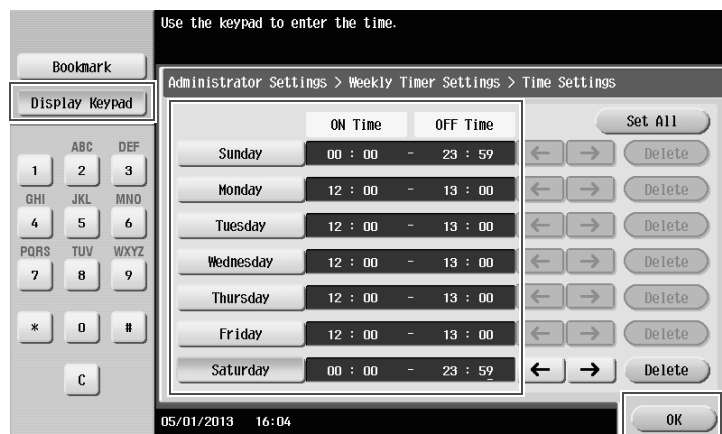 Use the keypad to enter the time.
Bookmark
Display Keypad
Administrator Settings > Weekly Timer Settings > Time Settings
ON Time OFF Time Set All
Sunday 00 : 00 - 23 : 59 ← → Delete
Monday 12 : 00 - 13 : 00 ← → Delete
Tuesday 12 : 00 - 13 : 00 ← → Delete
Wednesday 12 : 00 - 13 : 00 ← → Delete
Thursday 12 : 00 - 13 : 00 ← → Delete
Friday 12 : 00 - 13 : 00 ← → Delete
Saturday 00 : 00 - 23 : 59 ← → Delete
ABC DEF
1 2 3
GHI JKL MNO
4 5 6
PQRS TUV WXYZ
7 8 9
* 0 #
C
05/01/2013 16:04
OK